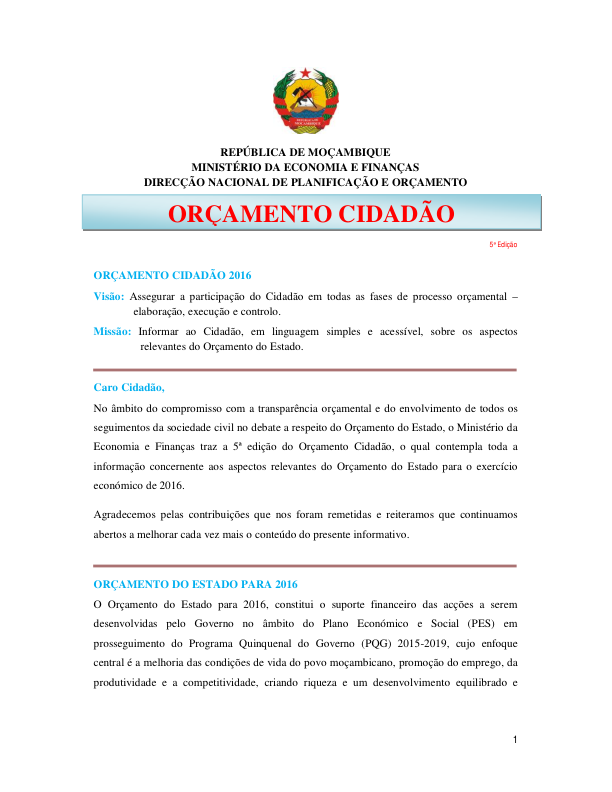 REPÚBLICA DE MOÇAMBIQUE
MINISTÉRIO DA ECONOMIA E FINANÇAS
DIRECÇÃO NACIONAL DE PLANIFICAÇÃO E ORÇAMENTO
ORÇAMENTO CIDADÃO
5ª Edição
ORÇAMENTO CIDADÃO 2016
Visão: Assegurar a participação do Cidadão em todas as fases de processo orçamental –
elaboração, execução e controlo.
Missão: Informar ao Cidadão, em linguagem simples e acessível, sobre os aspectos
relevantes do Orçamento do Estado.
Caro Cidadão,
No âmbito do compromisso com a transparência orçamental e do envolvimento de todos os
seguimentos da sociedade civil no debate a respeito do Orçamento do Estado, o Ministério da
Economia e Finanças traz a 5ª edição do Orçamento Cidadão, o qual contempla toda a
informação concernente aos aspectos relevantes do Orçamento do Estado para o exercício
económico de 2016.
Agradecemos pelas contribuições que nos foram remetidas e reiteramos que continuamos
abertos a melhorar cada vez mais o conteúdo do presente informativo.
ORÇAMENTO DO ESTADO PARA 2016
O Orçamento do Estado para 2016, constitui o suporte financeiro das acções a serem
desenvolvidas pelo Governo no âmbito do Plano Económico e Social (PES) em
prosseguimento do Programa Quinquenal do Governo (PQG) 2015-2019, cujo enfoque
central é a melhoria das condições de vida do povo moçambicano, promoção do emprego, da
produtividade e a competitividade, criando riqueza e um desenvolvimento equilibrado e
1